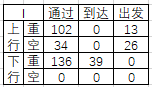 I 通过 到达 出发
上行 重 102 0 13
空 34 0 26
下行 重 136 39 0
空 0 0 0